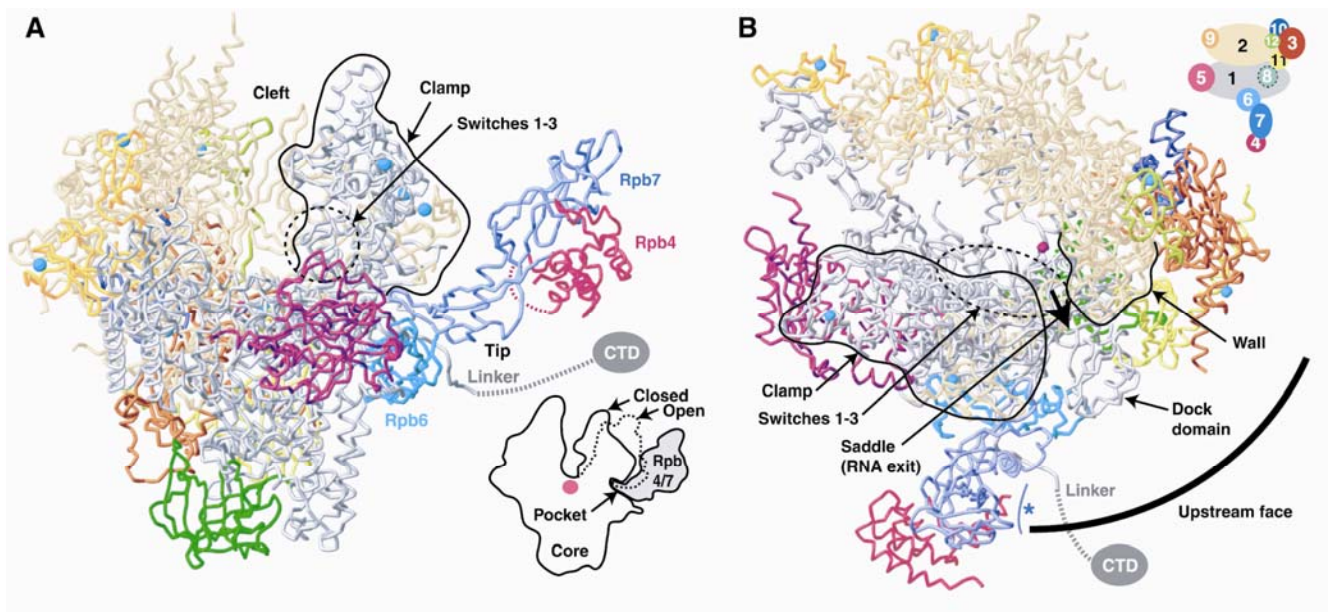 A
Cleft
Clamp
Switches 1-3
Rpb7
Rpb4
Tip
Linker
CTD
Rpb6
Closed
Open
Rpb
4/7
Pocket
Core
B
10
9
2
12
3
11
5
1
8
6
7
4
Wall
Clamp
Switches 1-3
Dock
domain
Saddle
(RNA exit)
Linker
*
Upstream face
CTD